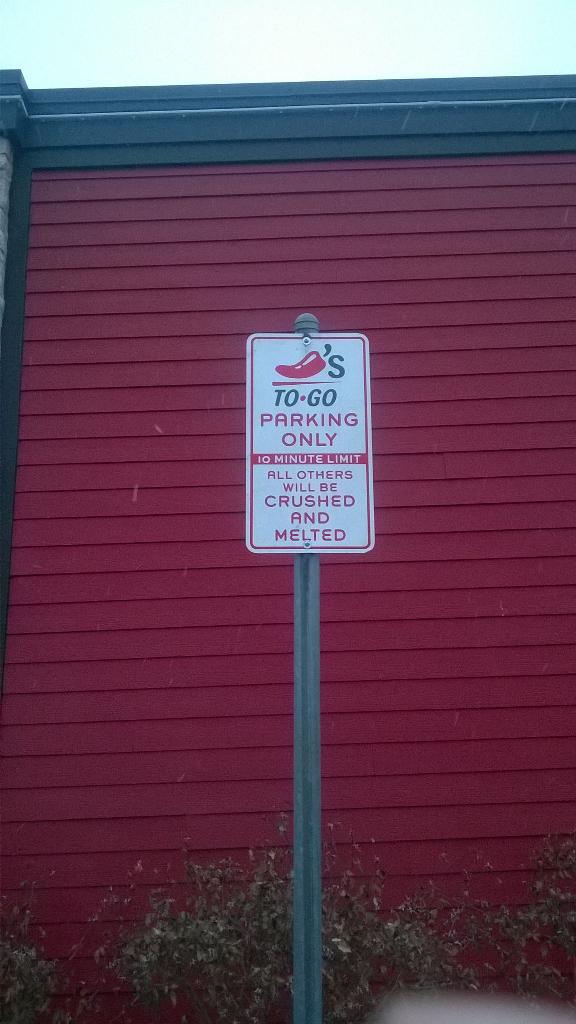 's
TO•GO
PARKING
ONLY
10 MINUTE LIMIT
ALL OTHERS
WILL BE
CRUSHED
AND
MELTED